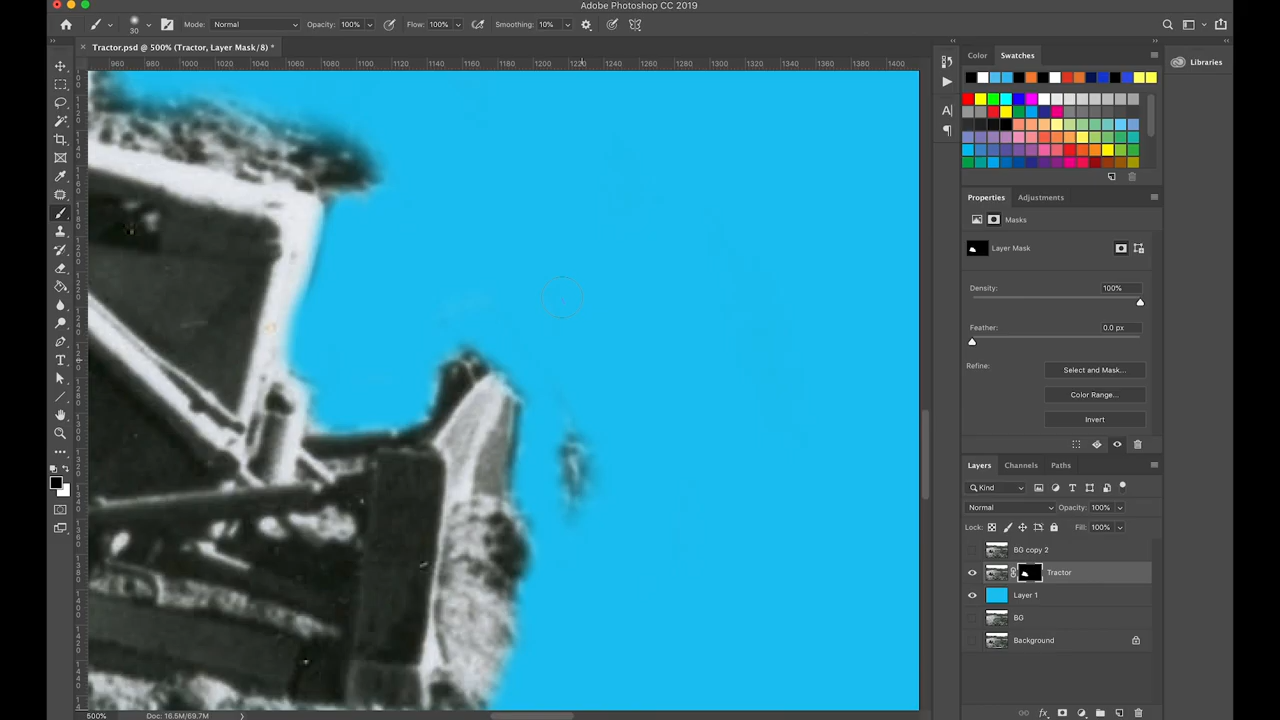 Adobe Photoshop CC 2019
30
Mode: Normal
Opacity: 100%
Flow: 100%
Smoothing: 10%
× Tractor.psd @ 500% (Tractor, Layer Mask/8) *
960 980 1000 1020 1040 1060 1080 1100 1120 1140 1160 1180 1200 1220 1240 1260 1280 1300 1320 1340 1360 1380 1400
Color
Swatches
Libraries
Properties
Adjustments
Masks
Layer Mask
Density: 100%
Feather: 0.0 px
Refine:
Select and Mask...
Color Range...
Invert
Layers
Channels
Paths
Kind
Normal
Opacity: 100%
Lock:
Fill: 100%
BG copy 2
Tractor
Layer 1
BG
Background
500%
Doc: 16.5M/69.7M